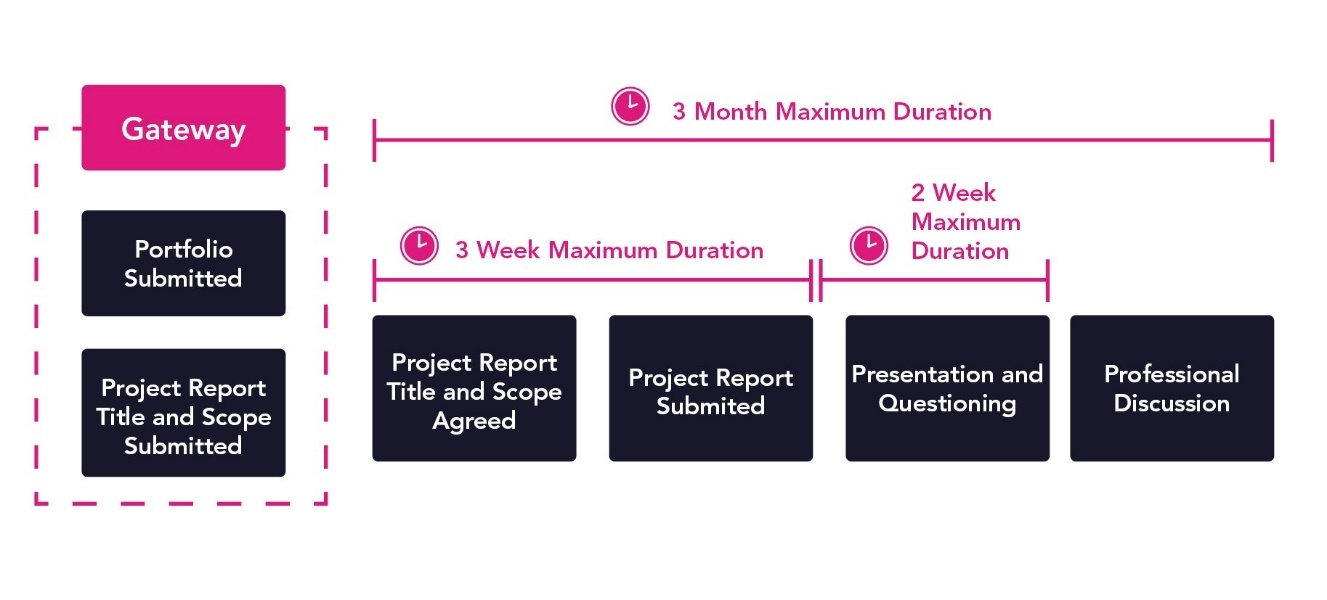 Gateway
Portfolio
Submitted
Project Report
Title and Scope
Submitted
3 Month Maximum Duration
3 Week Maximum Duration
2 Week
Maximum
Duration
Project Report
Title and Scope
Agreed
Project Report
Submited
Presentation and
Questioning
Professional
Discussion